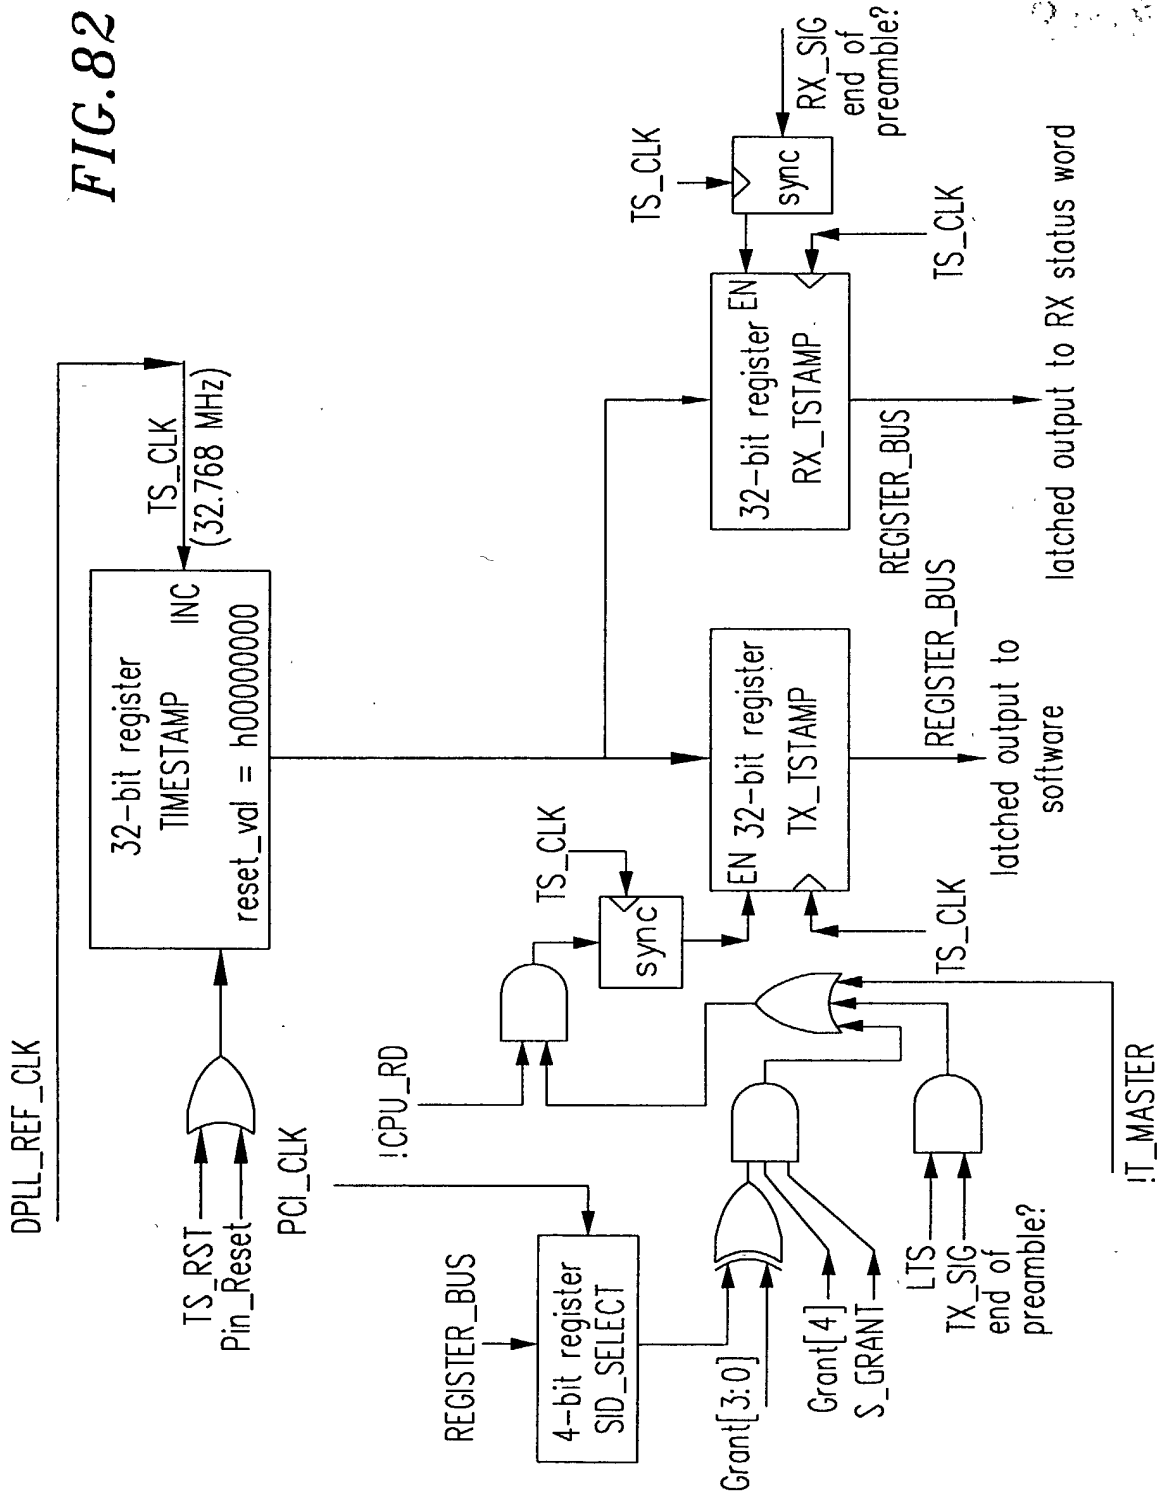 FIG.82
DPLL_REF_CLK
TS_CLK
(32.768 MHz)
32-bit register
TIMESTAMP
INC
reset_val = h00000000
TS_RST
Pin_Reset
PCI_CLK
!CPU_RD
REGISTER_BUS
4-bit register
SID_SELECT
Grant[3:0]
Grant[4]
S_GRANT
LTS
TX_SIG
end of
preamble?
!T_MASTER
TS_CLK
sync
EN 32-bit register
TX_TSTAMP
TS_CLK
REGISTER_BUS
latched output to
software
32-bit register EN
RX_TSTAMP
REGISTER_BUS
TS_CLK
sync
RX_SIG
end of
preamble?
TS_CLK
latched output to RX status word